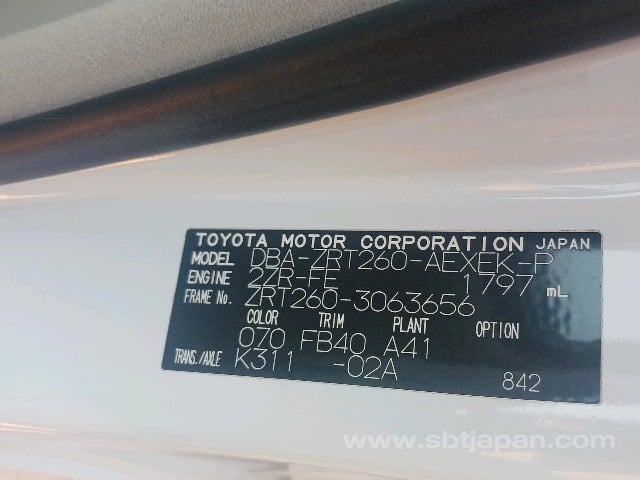 TOYOTA MOTOR CORPORATION JAPAN
MODEL DBA-ZRT260-AEXEK-P
ENGINE 2ZR-FE 1797 mL
FRAME No. ZRT260-3063656
COLOR TRIM PLANT OPTION
070 FB40 A41
TRANS./AXLE K311 -02A
842
www.sbtjapan.com